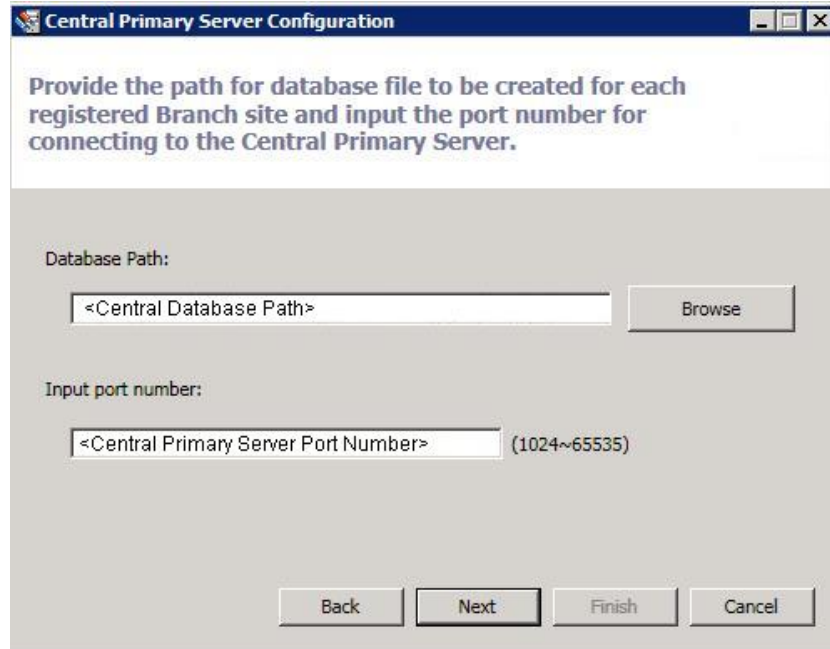 Central Primary Server Configuration
Provide the path for database file to be created for each
registered Branch site and input the port number for
connecting to the Central Primary Server.
Database Path:
<Central Database Path>
Browse
Input port number:
<Central Primary Server Port Number> (1024~65535)
Back Next Finish Cancel